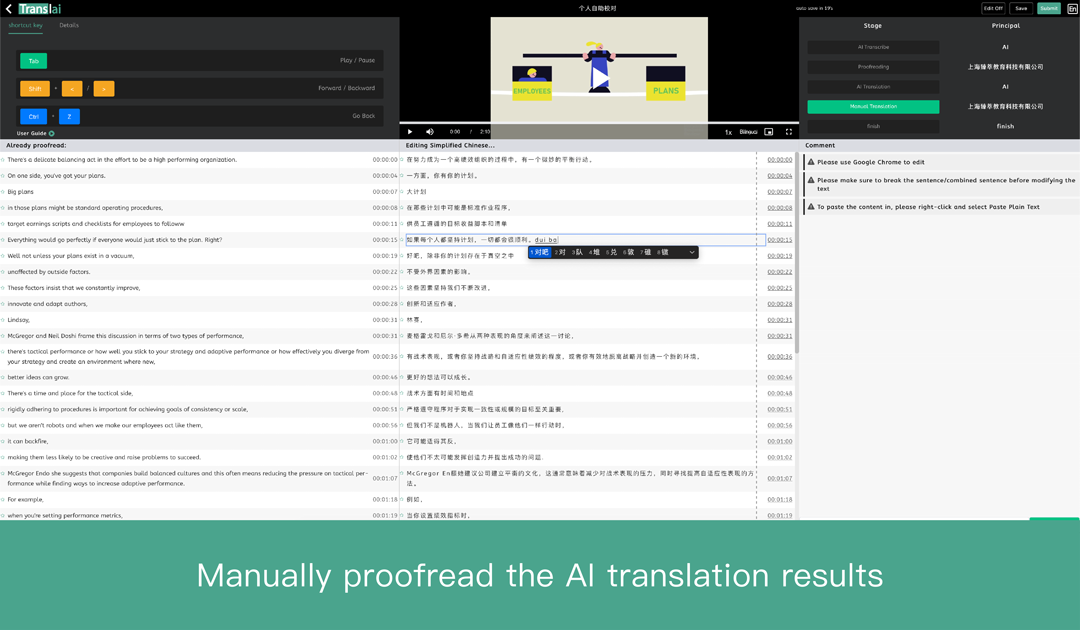 Translai
个人自助校对
auto save in 19's
Edit Off
Save
Submit
En
shortcut key
Details
Tab
Play / Pause
Shift + < / >
Forward / Backward
Ctrl + Z
Go Back
User Guide
EMPLOYEES
PLANS
0:00 / 2:10
1x
Bilingual
Stage
Principal
AI Transcribe
AI
Proofreading
上海臻萃教育科技有限公司
AI Translation
AI
Manual Translation
上海臻萃教育科技有限公司
finish
finish
Already proofread:
Editing Simplified Chinese...
Comment
There's a delicate balancing act in the effort to be a high performing organization.
00:00:00
在努力成为一个高绩效组织的过程中，有一个微妙的平衡行动。
00:00:00
On one side, you've got your plans.
00:00:04
一方面，你有你的计划。
00:00:04
Big plans
00:00:07
大计划
00:00:07
in those plans might be standard operating procedures,
00:00:08
在那些计划中可能是标准作业程序，
00:00:08
target earnings scripts and checklists for employees to followw
00:00:11
供员工遵循的目标收益脚本和清单
00:00:11
Everything would go perfectly if everyone would just stick to the plan. Right?
00:00:15
如果每个人都坚持计划，一切都会很顺利。dui ba
00:00:15
1 对吧 2 对 3 队 4 堆 5 兑 6 敦 7 碓 8 镦
Well not unless your plans exist in a vacuum,
00:00:19
好吧，除非你的计划存在于真空之中
00:00:19
unaffected by outside factors.
00:00:22
不受外界因素的影响。
00:00:22
These factors insist that we constantly improve,
00:00:25
这些因素坚持我们不断改进，
00:00:25
innovate and adapt authors,
00:00:28
创新和适应作者，
00:00:28
Lindsay,
00:00:31
林赛，
00:00:31
McGregor and Neil Doshi frame this discussion in terms of two types of performance,
00:00:31
麦格雷戈和尼尔·多希从两种表现的角度来阐述这一讨论，
00:00:31
there's tactical performance or how well you stick to your strategy and adaptive performance or how effectively you diverge from
your strategy and create an environment where new,
00:00:36
有战术表现，或者你坚持战略和自适应性绩效的程度，或者你有效地脱离战略并创造一个新的环境，
00:00:36
better ideas can grow.
00:00:46
更好的想法可以成长。
00:00:46
There's a time and place for the tactical side,
00:00:48
战术方面有时间和地点
00:00:48
rigidly adhering to procedures is important for achieving goals of consistency or scale,
00:00:51
严格遵守程序对于实现一致性或规模的目标至关重要，
00:00:51
but we aren't robots and when we make our employees act like them,
00:00:56
但我们不是机器人，当我们让员工像他们一样行动时，
00:00:56
it can backfire,
00:01:00
它可能适得其反，
00:01:00
making them less likely to be creative and raise problems to succeed.
00:01:02
使他们不太可能发挥创造力并提出成功的问题.
00:01:02
McGregor Endo she suggests that companies build balanced cultures and this often means reducing the pressure on tactical per-
formance while finding ways to increase adaptive performance.
00:01:07
McGregor En耶她建议公司建立平衡的文化，这通常意味着减少对战术表现的压力，同时寻找提高自适应性表现的方
法。
00:01:07
For example,
00:01:18
例如，
00:01:18
when you're setting performance metrics,
00:01:19
当你设置绩效指标时，
00:01:19
Please use Google Chrome to edit
Please make sure to break the sentence/combined sentence before modifying the
text
To paste the content in, please right-click and select Paste Plain Text
Manually proofread the AI translation results